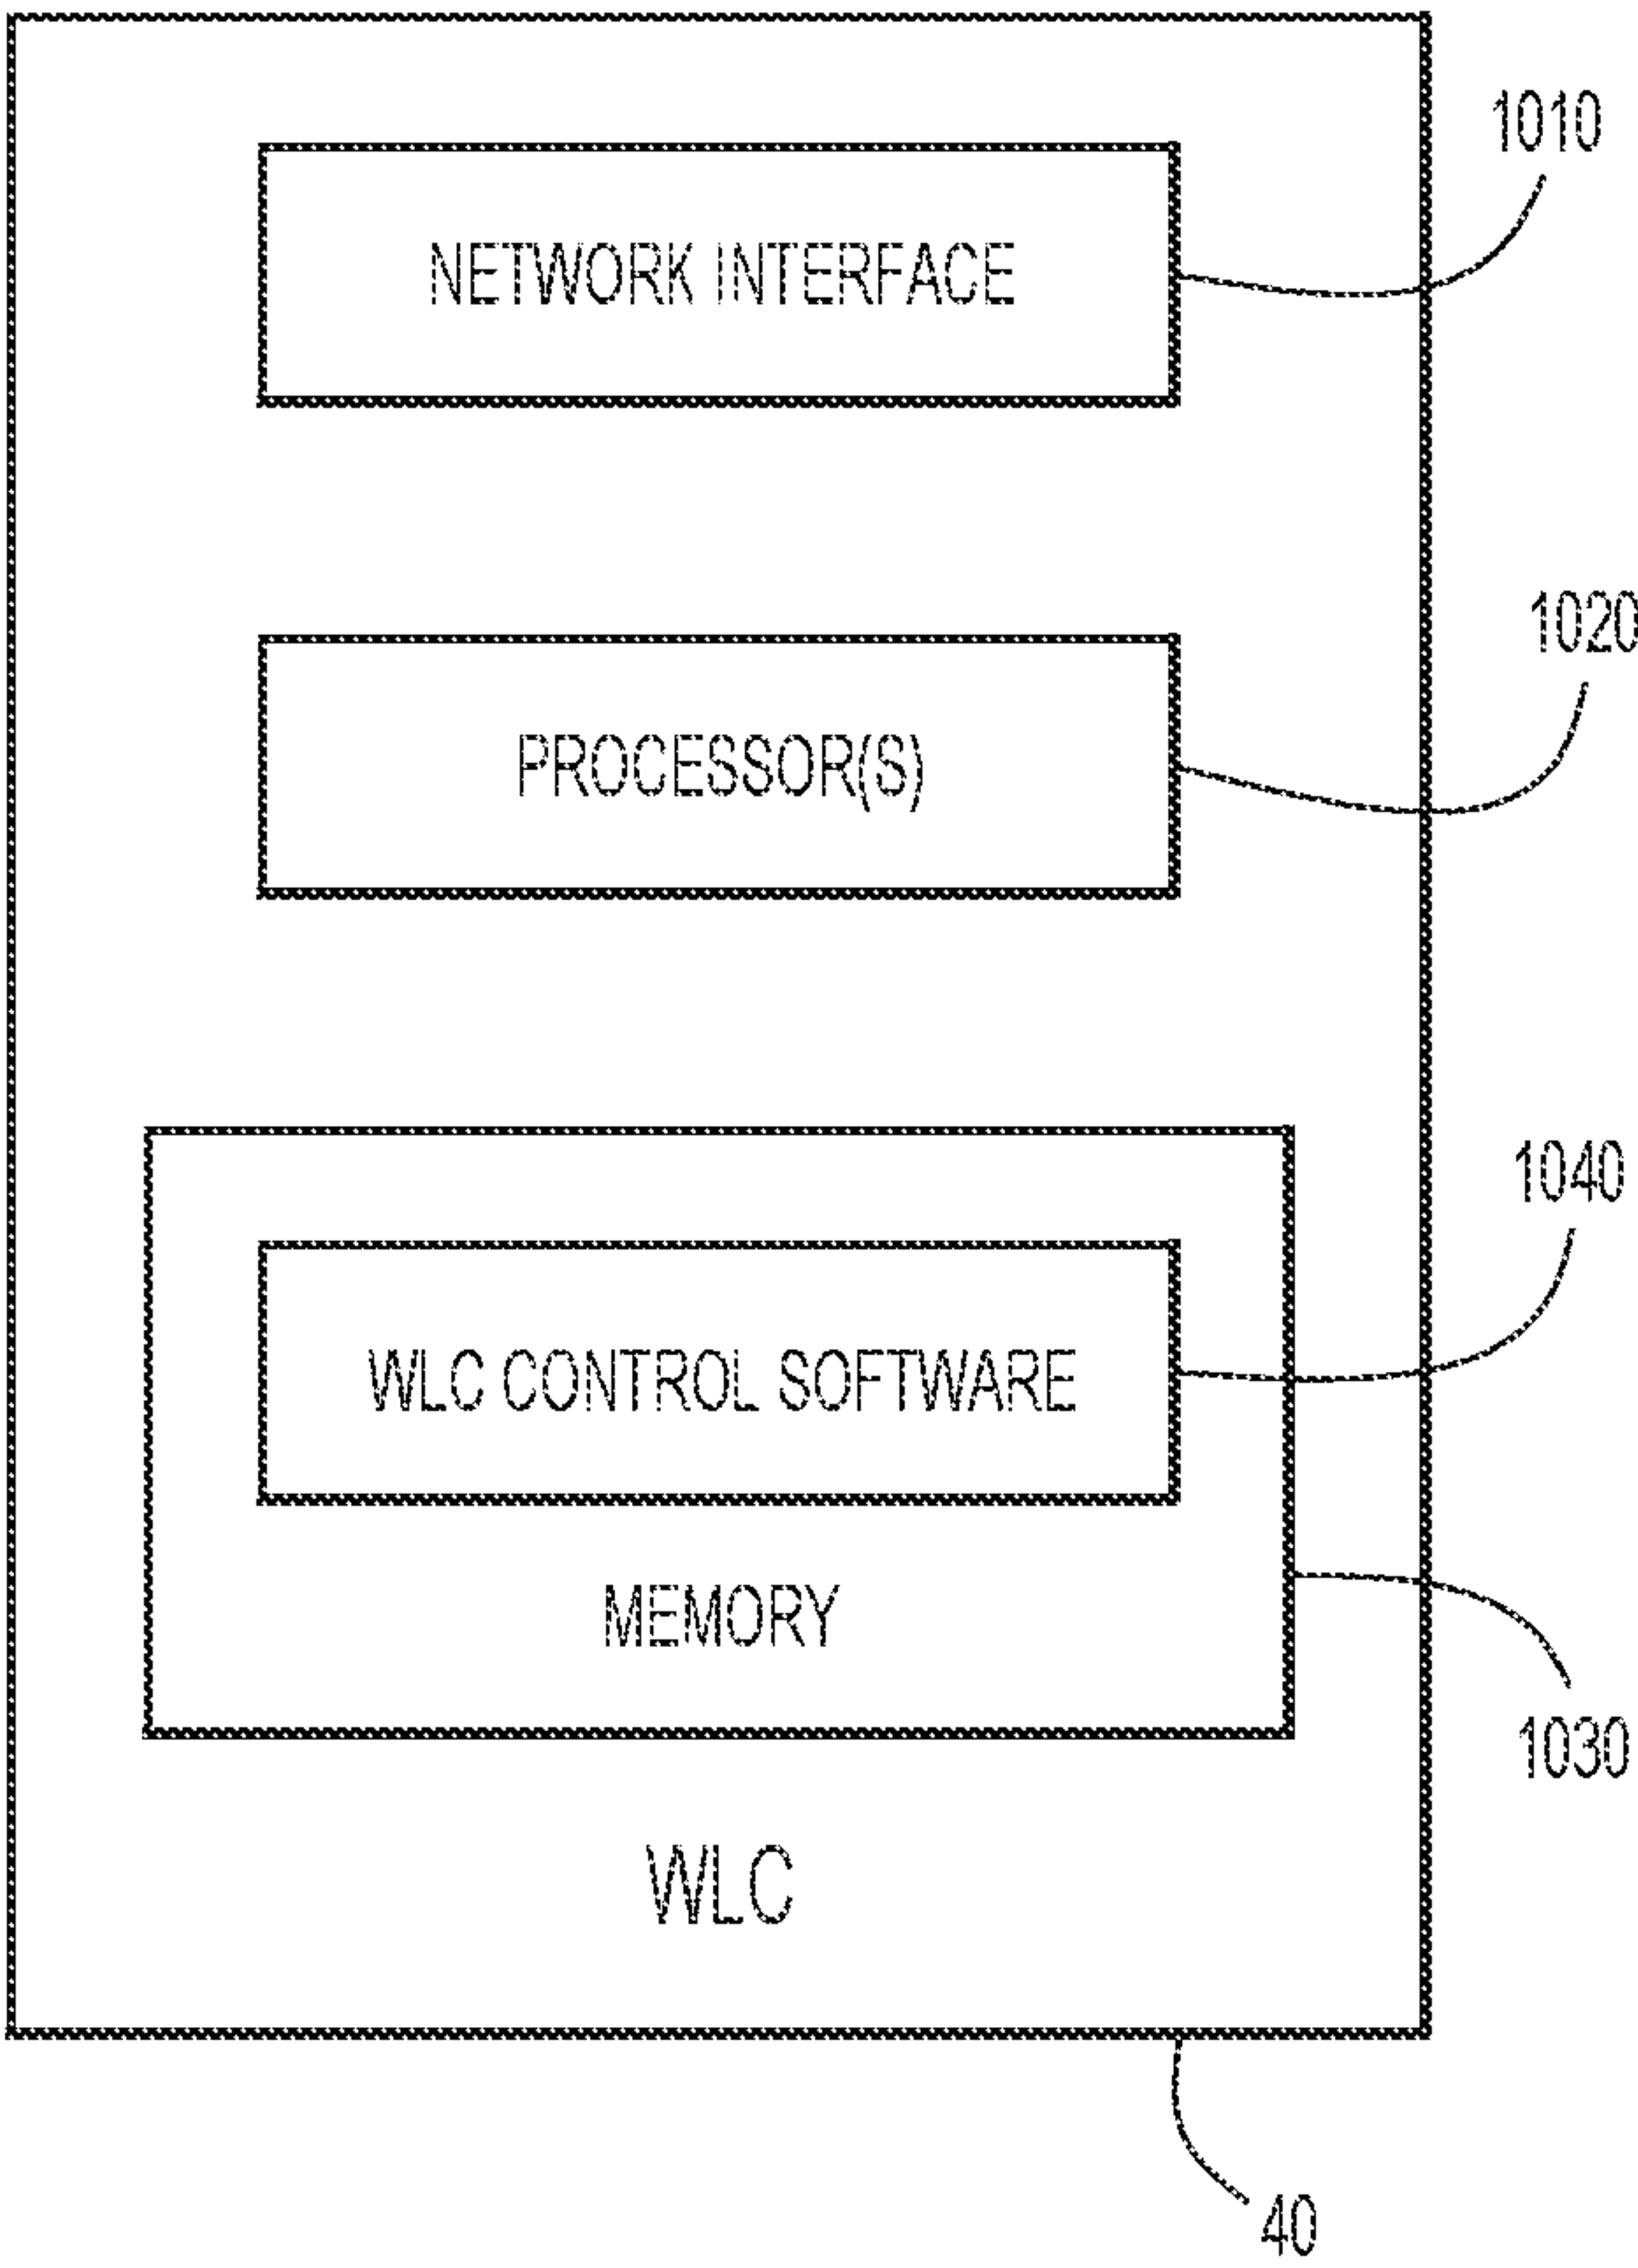 1010
NETWORK INTERFACE
1020
PROCESSOR(S)
1040
WLC CONTROL SOFTWARE
MEMORY
1030
WLC
40